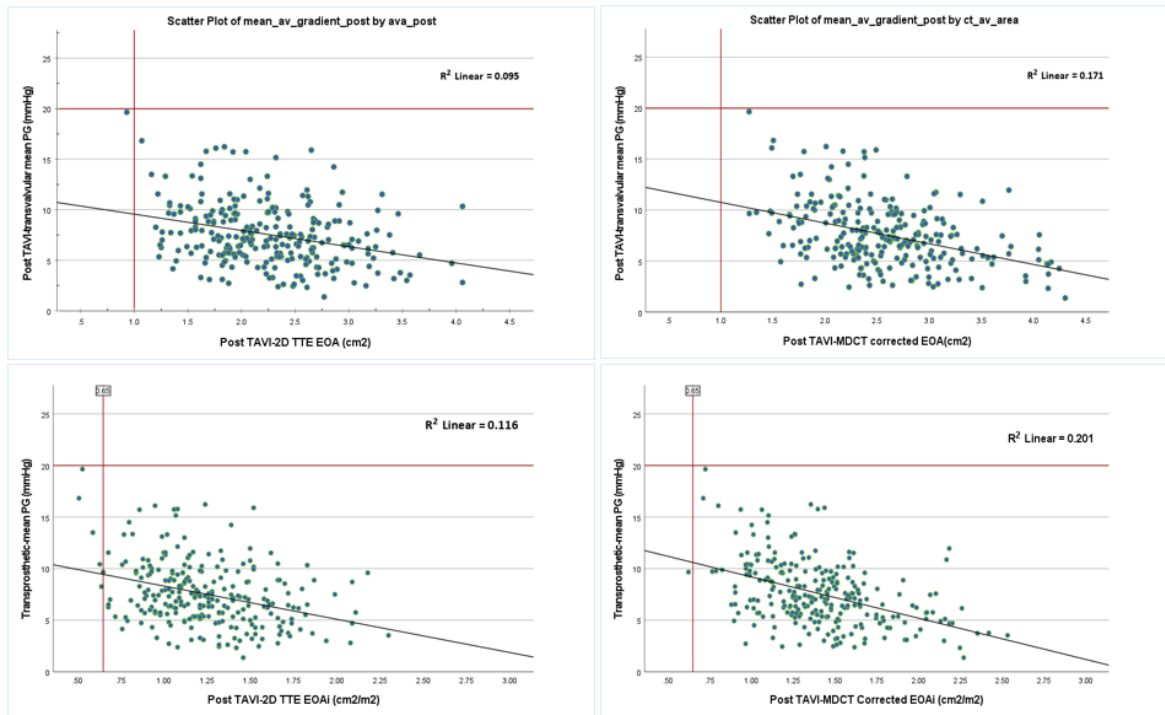 Scatter Plot of mean_av_gradient_post by ava_post
R² Linear = 0.095
Post TAVI-transvalvular mean PG (mmHg)
25
20
15
10
5
0
.5 1.0 1.5 2.0 2.5 3.0 3.5 4.0 4.5
Post TAVI-2D TTE EOA (cm2)
Scatter Plot of mean_av_gradient_post by ct_av_area
R² Linear = 0.171
Post TAVI-transvalvular mean PG (mmHg)
25
20
15
10
5
0
.5 1.0 1.5 2.0 2.5 3.0 3.5 4.0 4.5
Post TAVI-MDCT corrected EOA(cm2)
0.65
R² Linear = 0.116
Transprosthetic-mean PG (mmHg)
25
20
15
10
5
0
.50 .75 1.00 1.25 1.50 1.75 2.00 2.25 2.50 2.75 3.00
Post TAVI-2D TTE EOAi (cm2/m2)
0.65
R² Linear = 0.201
Transprosthetic-mean PG (mmHg)
25
20
15
10
5
0
.50 .75 1.00 1.25 1.50 1.75 2.00 2.25 2.50 2.75 3.00
Post TAVI-MDCT Corrected EOAi (cm2/m2)